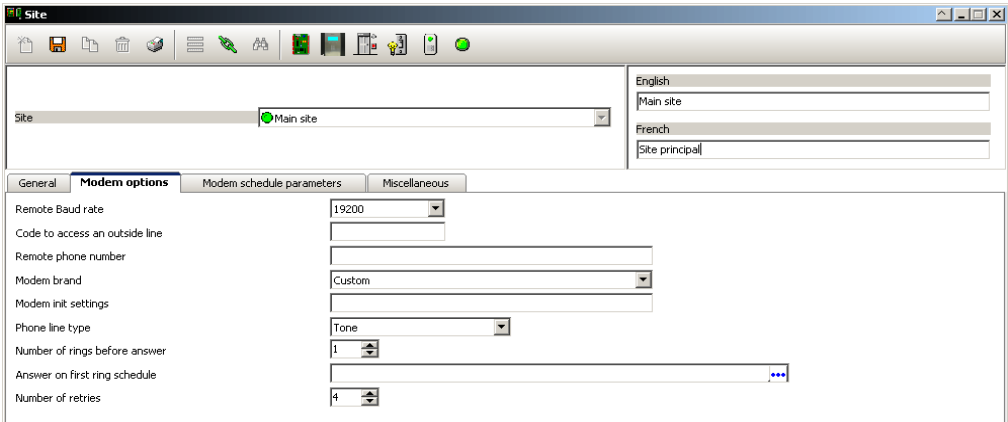 Site
English
Main site
Site
Main site
French
Site principal
General
Modem options
Modem schedule parameters
Miscellaneous
Remote Baud rate
19200
Code to access an outside line
Remote phone number
Modem brand
Custom
Modem init settings
Phone line type
Tone
Number of rings before answer
1
Answer on first ring schedule
Number of retries
4